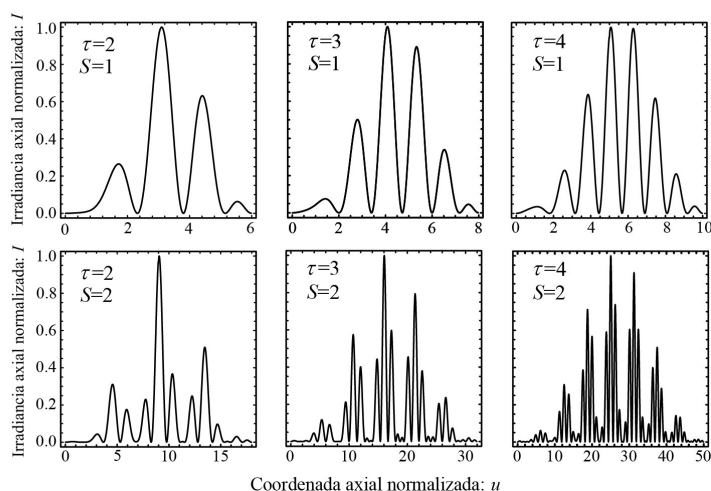 Irradiancia axial normalizada: I
1.0
0.8
0.6
0.4
0.2
0.0
τ=2
S=1
0 2 4 6
τ=3
S=1
0 2 4 6 8
τ=4
S=1
0 2 4 6 8 10
Irradiancia axial normalizada: I
1.0
0.8
0.6
0.4
0.2
0.0
τ=2
S=2
0 5 10 15
τ=3
S=2
0 10 20 30
τ=4
S=2
0 10 20 30 40 50
Coordenada axial normalizada: u